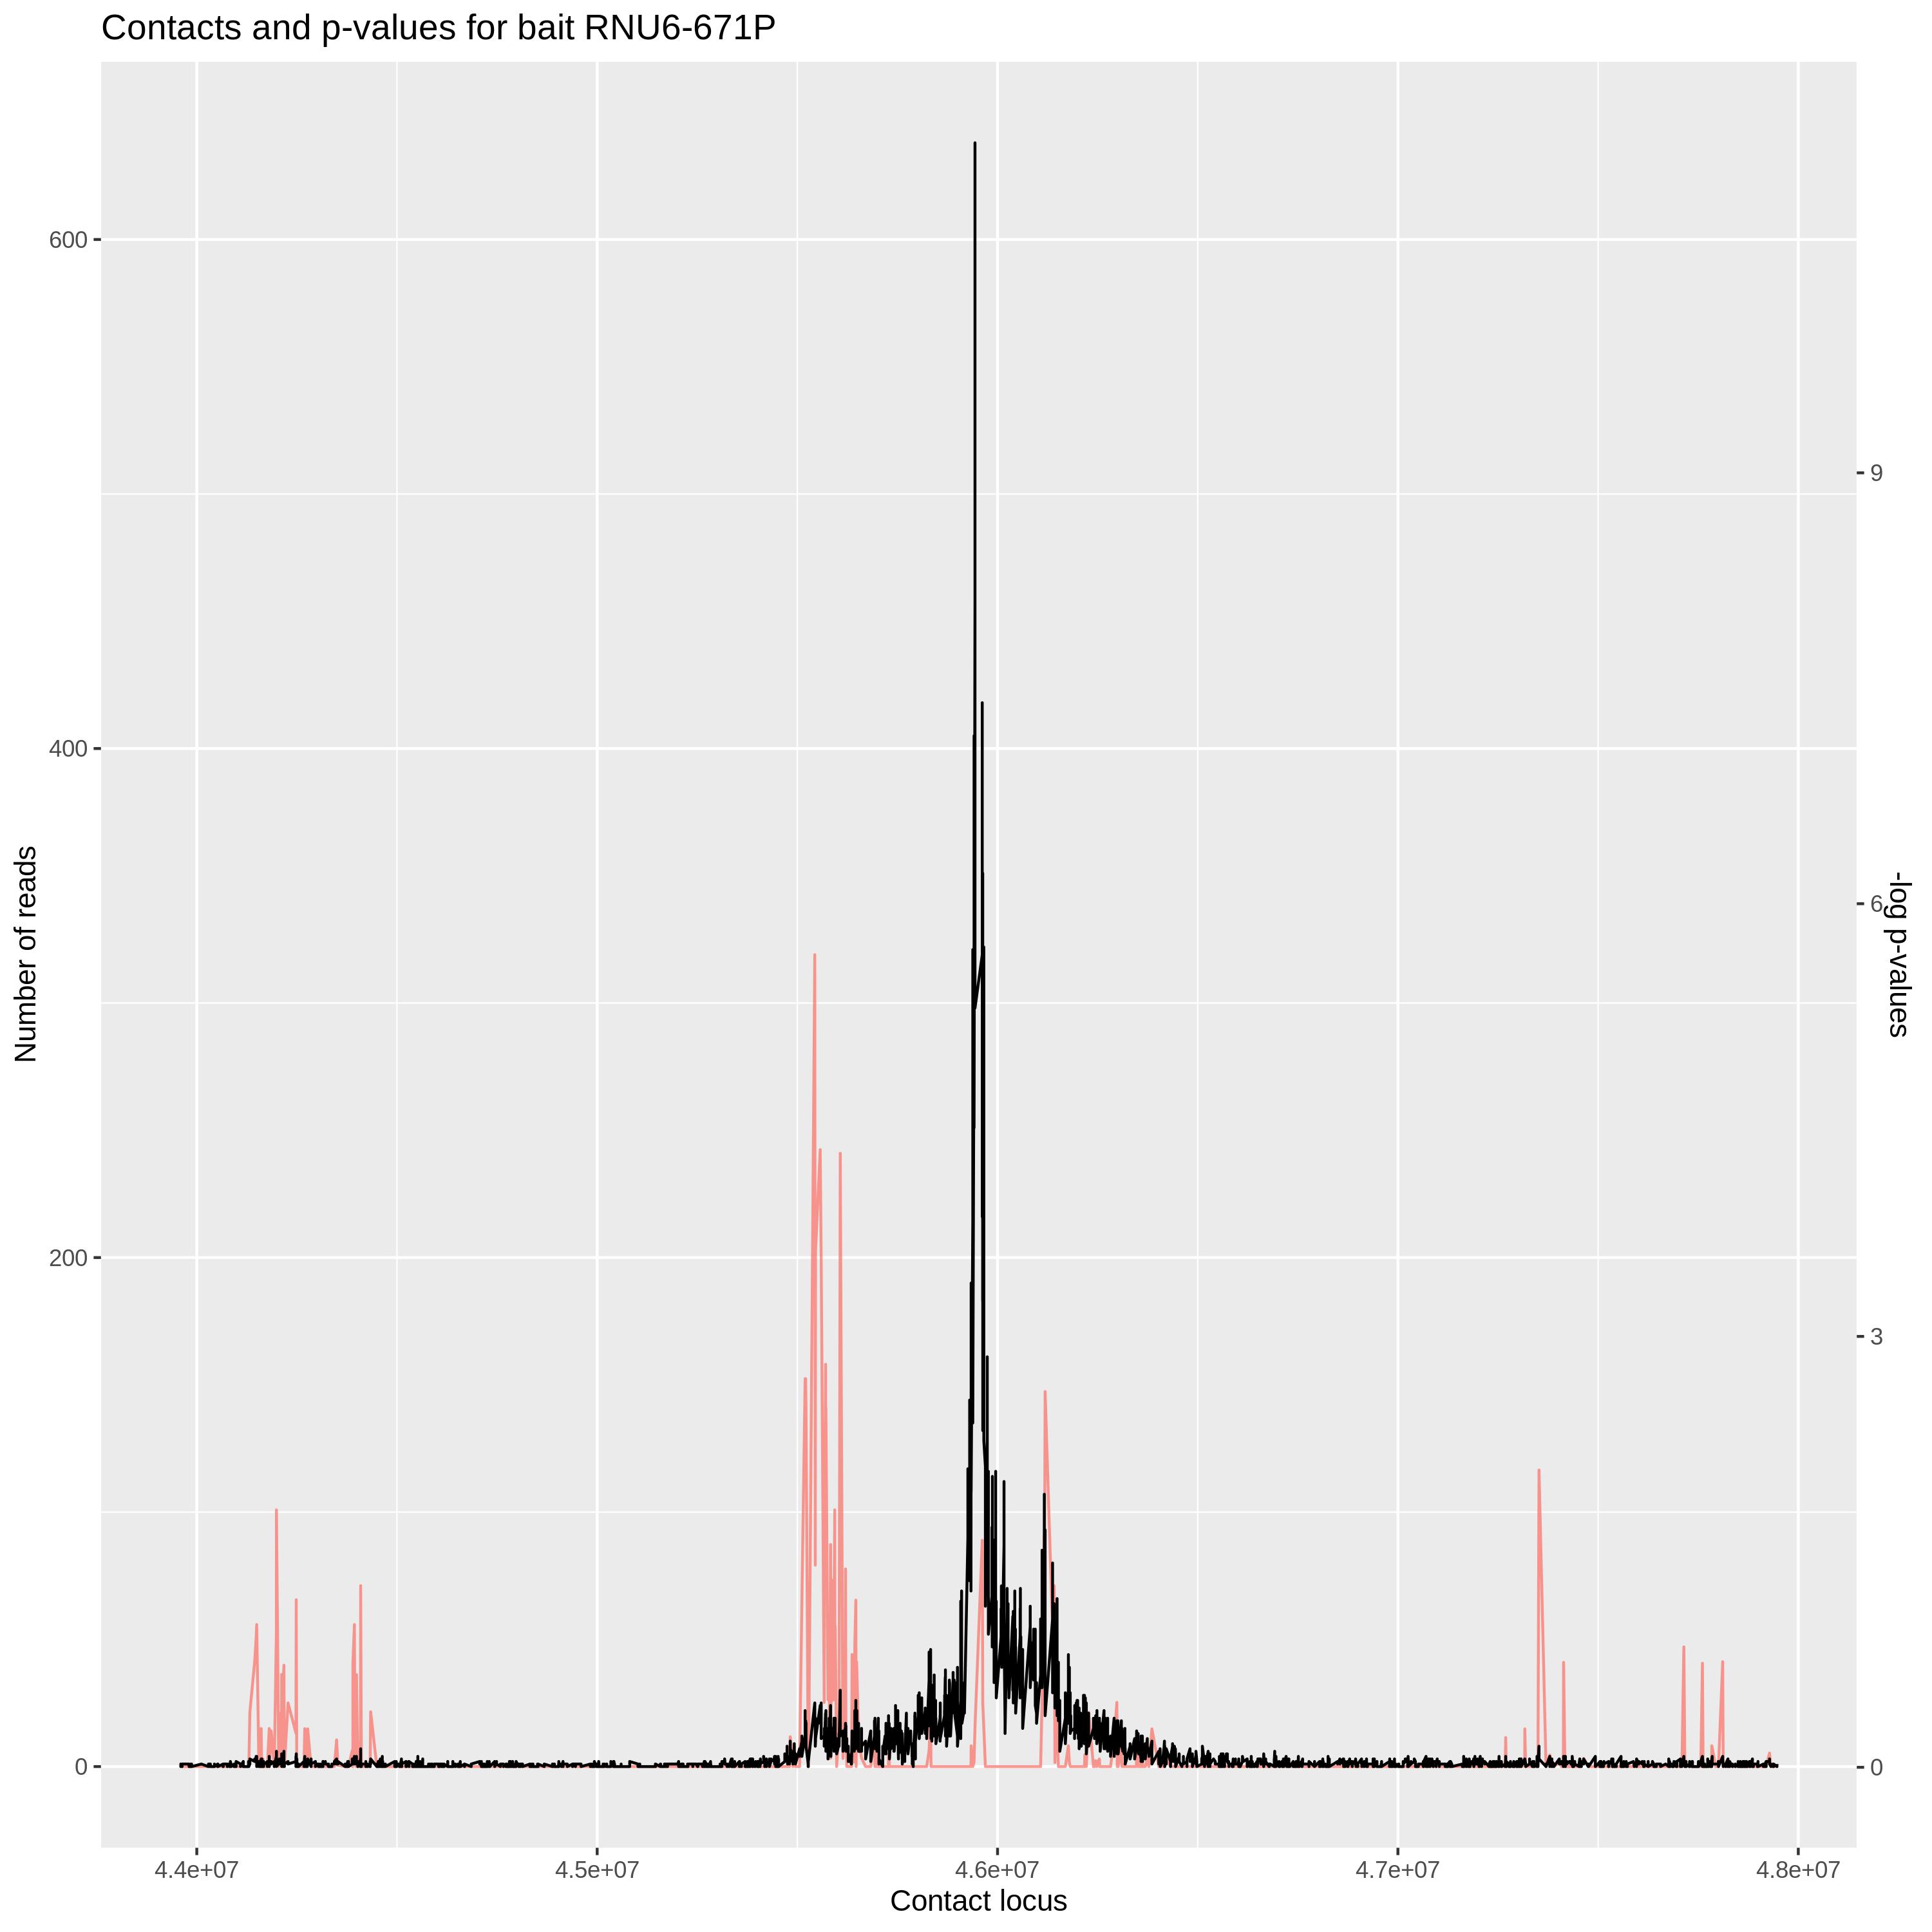 Contacts and p-values for bait RNU6-671P
600
400
200
0
Number of reads
9
6
3
0
-log p-values
4.4e+07
4.5e+07
4.6e+07
4.7e+07
4.8e+07
Contact locus